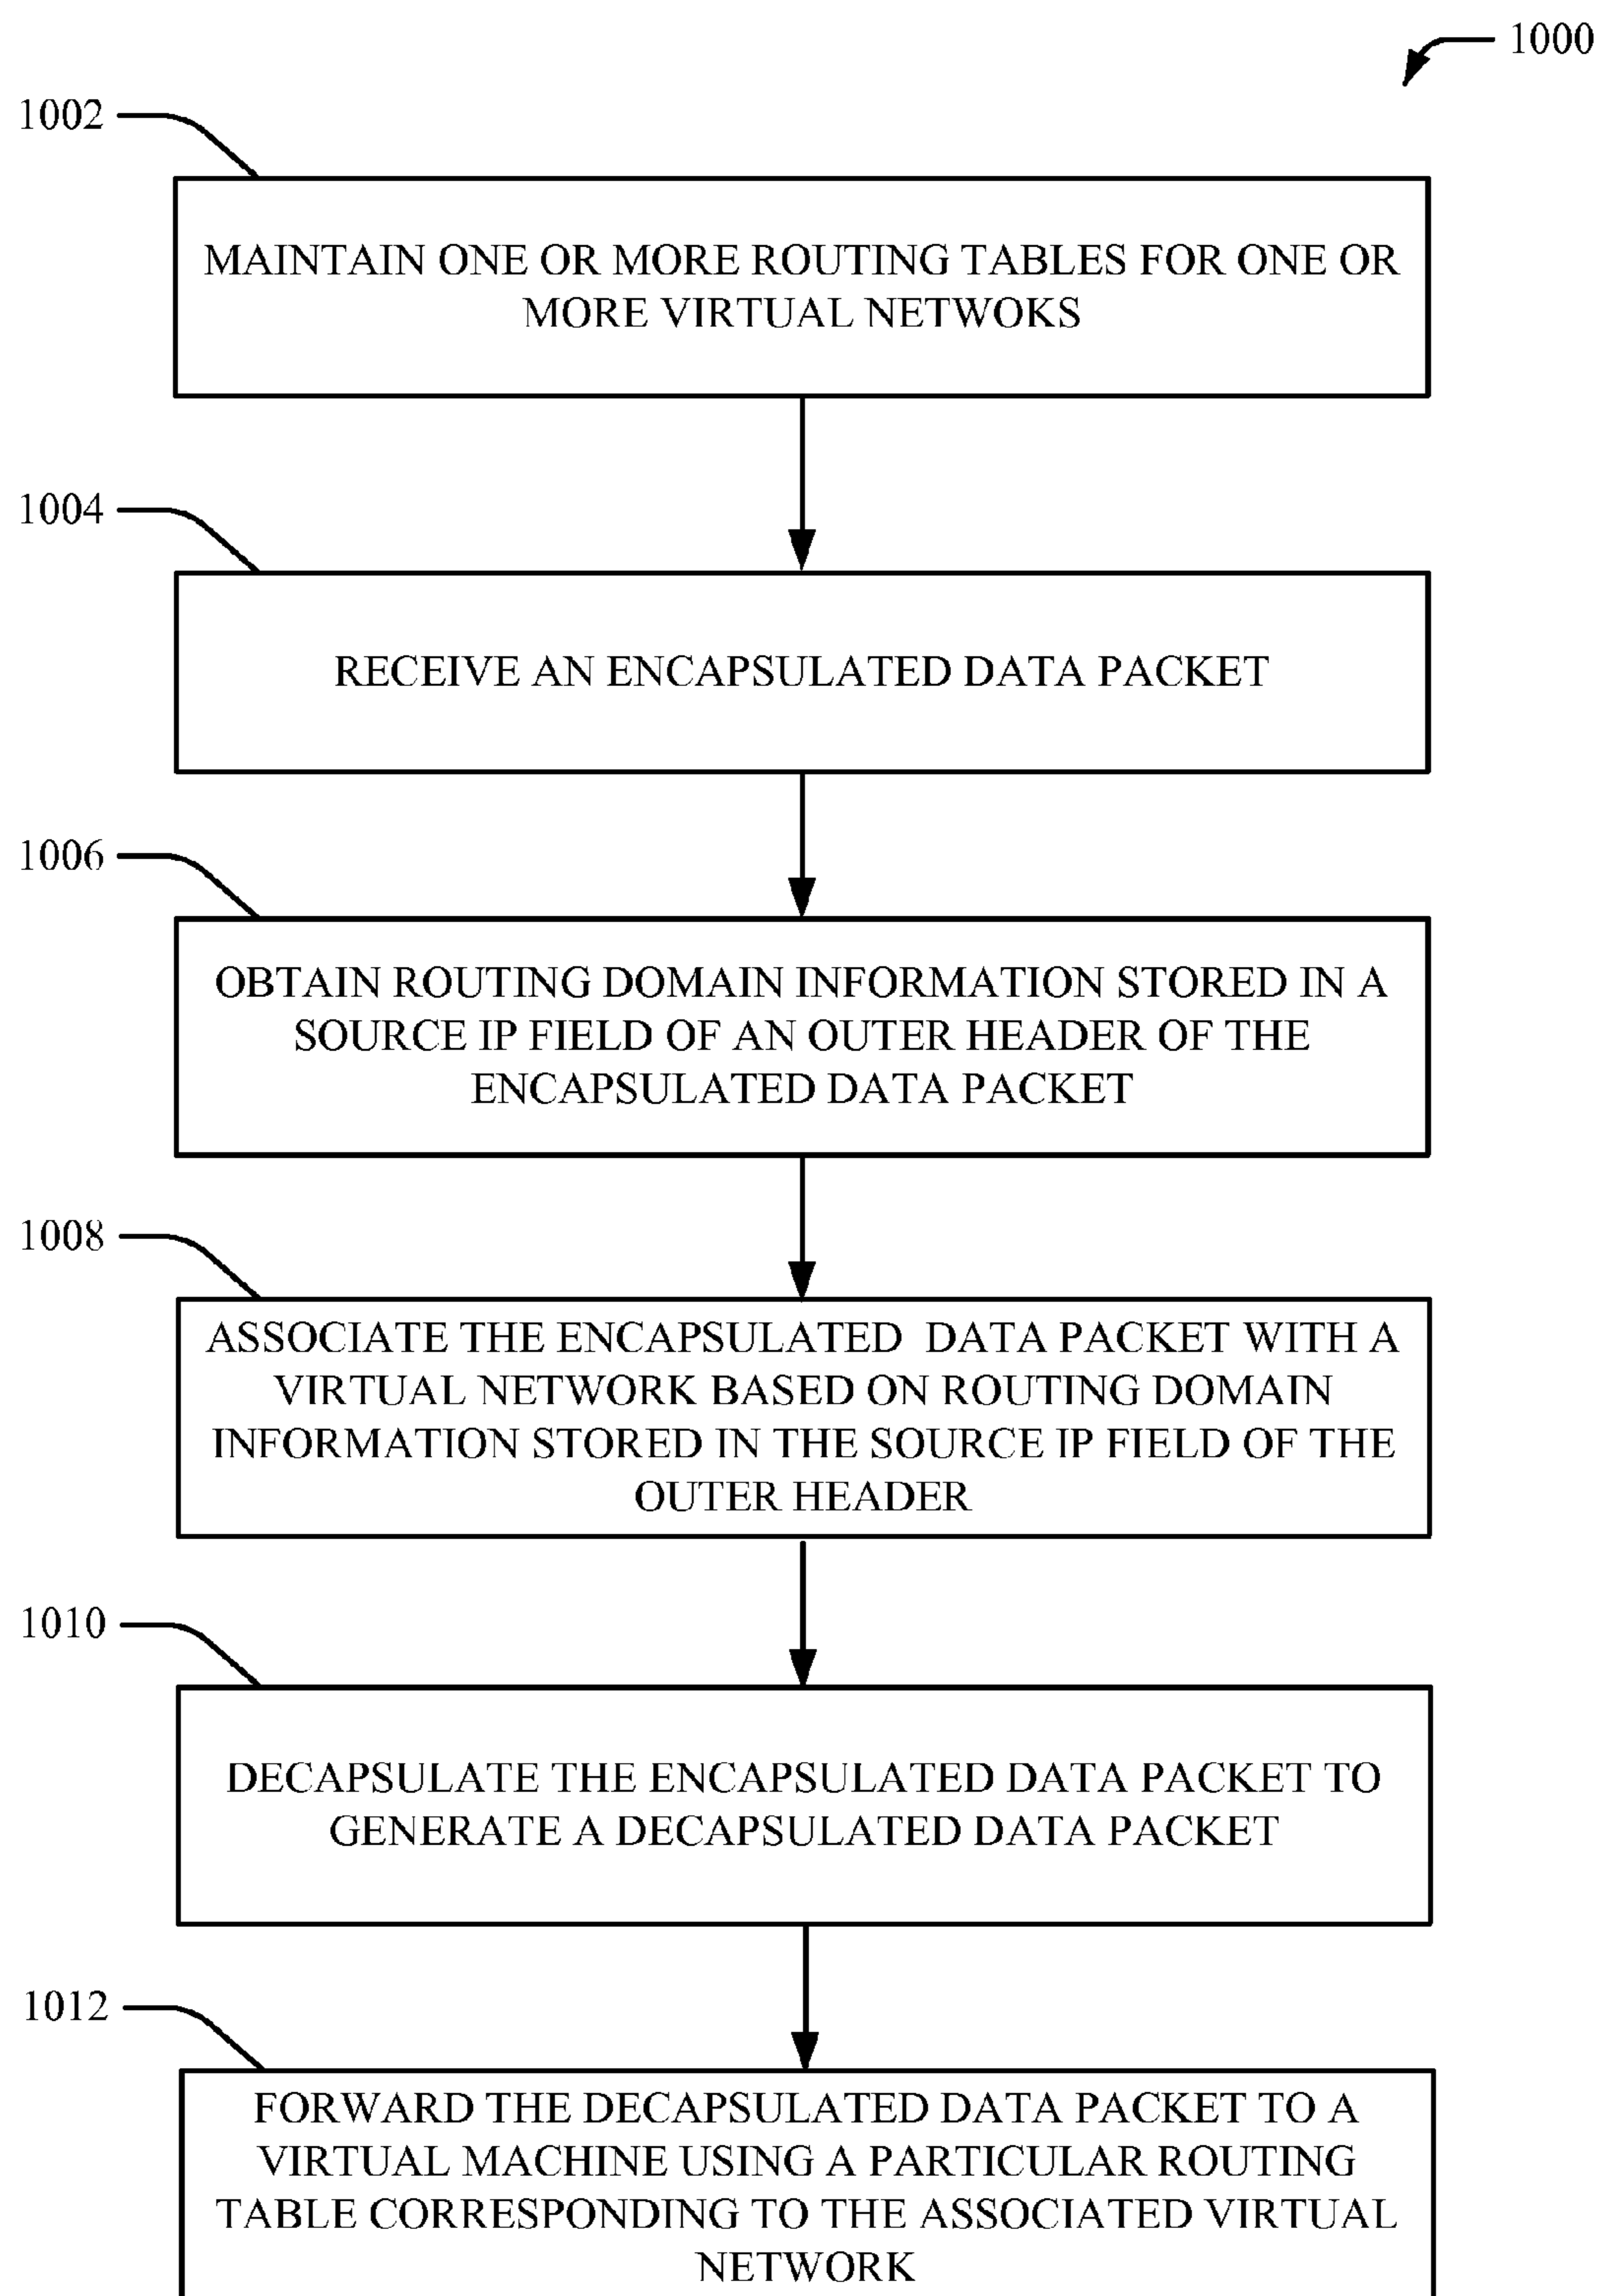 1000
1002
MAINTAIN ONE OR MORE ROUTING TABLES FOR ONE OR
MORE VIRTUAL NETWOKS
1004
RECEIVE AN ENCAPSULATED DATA PACKET
1006
OBTAIN ROUTING DOMAIN INFORMATION STORED IN A
SOURCE IP FIELD OF AN OUTER HEADER OF THE
ENCAPSULATED DATA PACKET
1008
ASSOCIATE THE ENCAPSULATED DATA PACKET WITH A
VIRTUAL NETWORK BASED ON ROUTING DOMAIN
INFORMATION STORED IN THE SOURCE IP FIELD OF THE
OUTER HEADER
1010
DECAPSULATE THE ENCAPSULATED DATA PACKET TO
GENERATE A DECAPSULATED DATA PACKET
1012
FORWARD THE DECAPSULATED DATA PACKET TO A
VIRTUAL MACHINE USING A PARTICULAR ROUTING
TABLE CORRESPONDING TO THE ASSOCIATED VIRTUAL
NETWORK